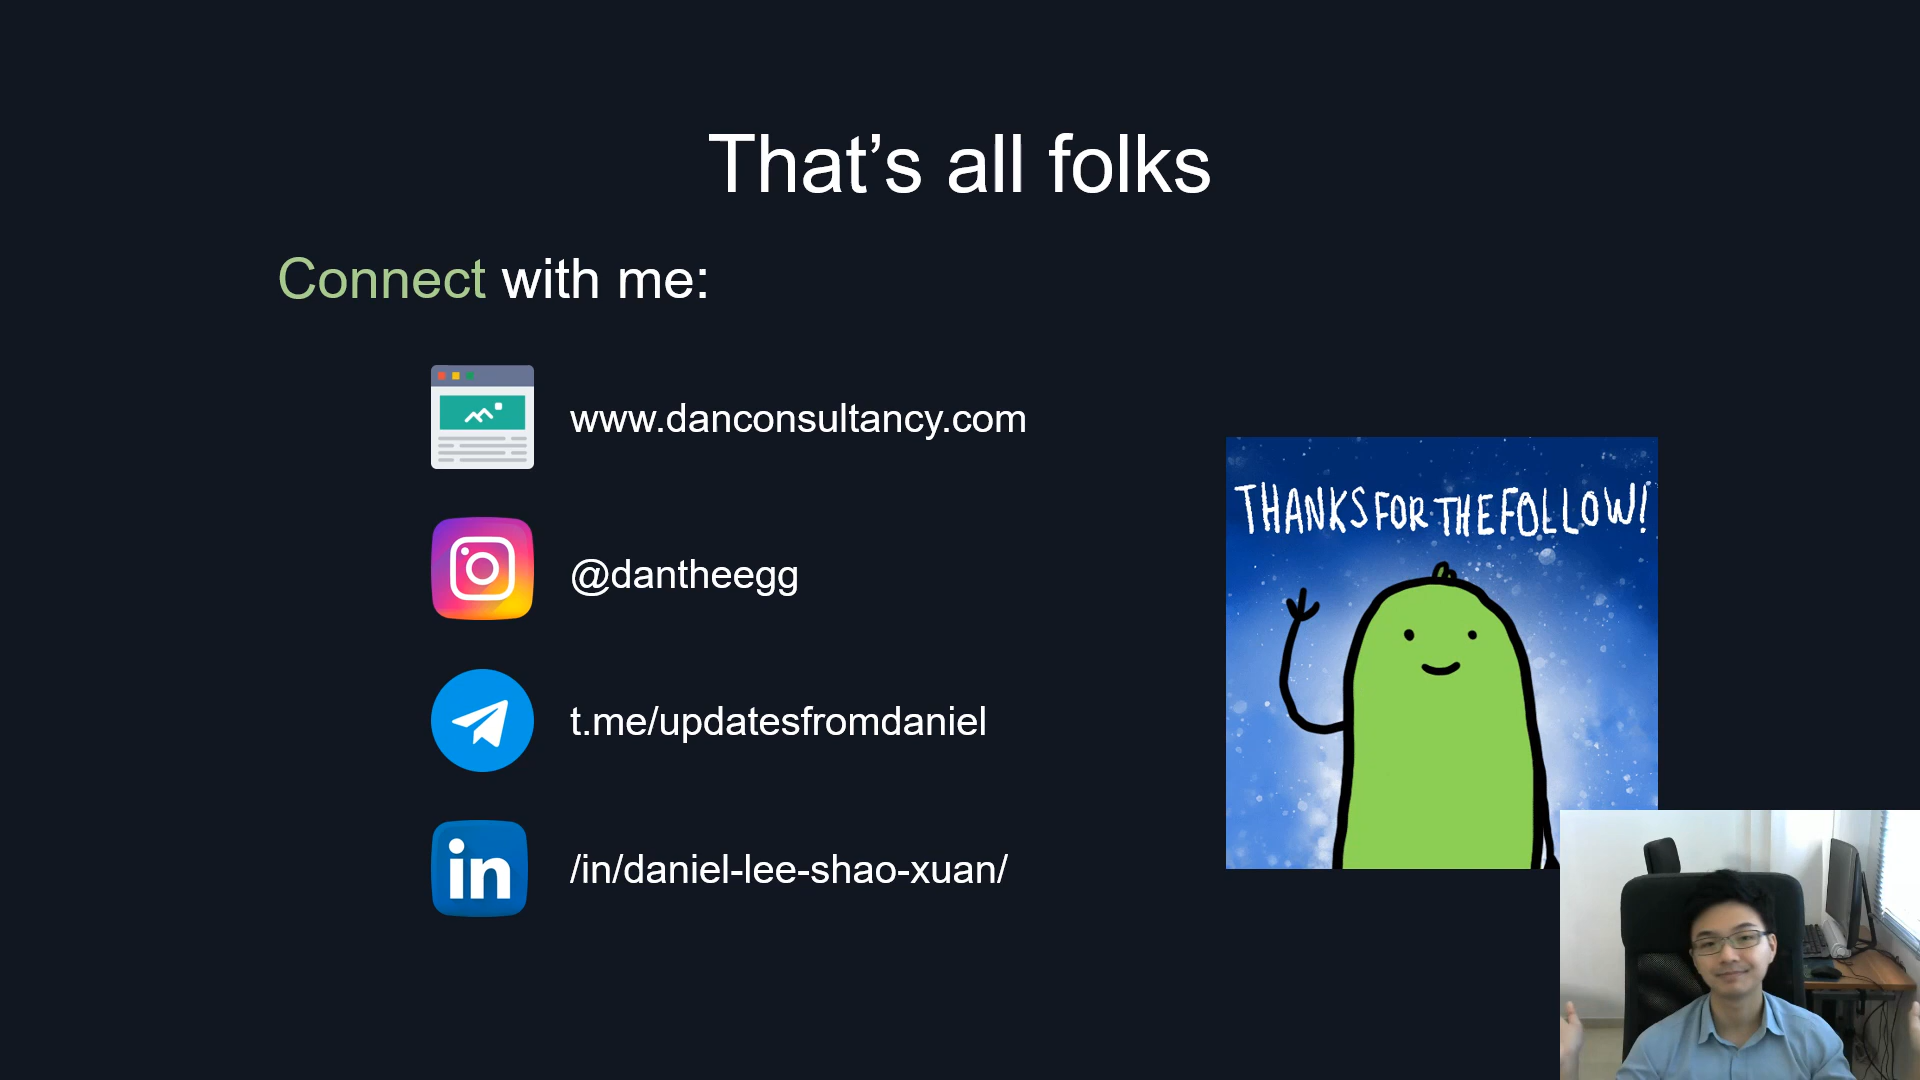 That’s all folks
Connect with me:
www.danconsultancy.com
@dantheegg
t.me/updatesfromdaniel
in
/in/daniel-lee-shao-xuan/
THANKS FOR THE FOLLOW!